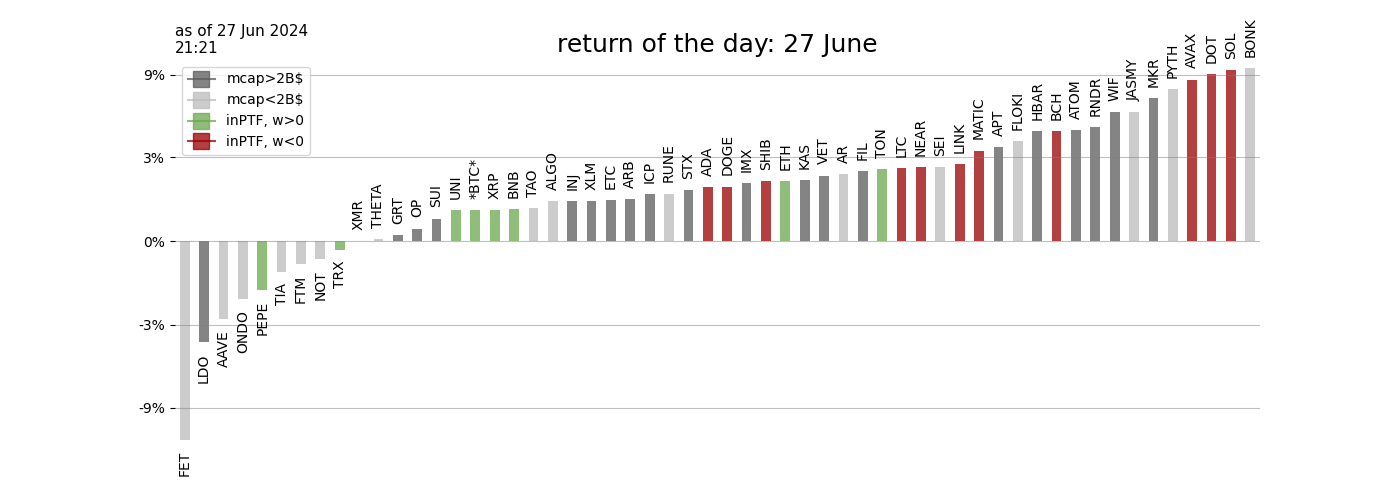 as of 27 Jun 2024
21:21
return of the day: 27 June
mcap>2B$
mcap<2B$
inPTF, w>0
inPTF, w<0
9%
3%
0%
-3%
-9%
FET
LDO
AAVE
ONDO
PEPE
TIA
FTM
NOT
TRX
XMR
THETA
GRT
OP
SUI
UNI
*BTC*
XRP
BNB
TAO
ALGO
INJ
XLM
ETC
ARB
ICP
RUNE
STX
ADA
DOGE
IMX
SHIB
ETH
KAS
VET
AR
FIL
TON
LTC
NEAR
SEI
LINK
MATIC
APT
FLOKI
HBAR
BCH
ATOM
RNDR
WIF
JASMY
MKR
PYTH
AVAX
DOT
SOL
BONK